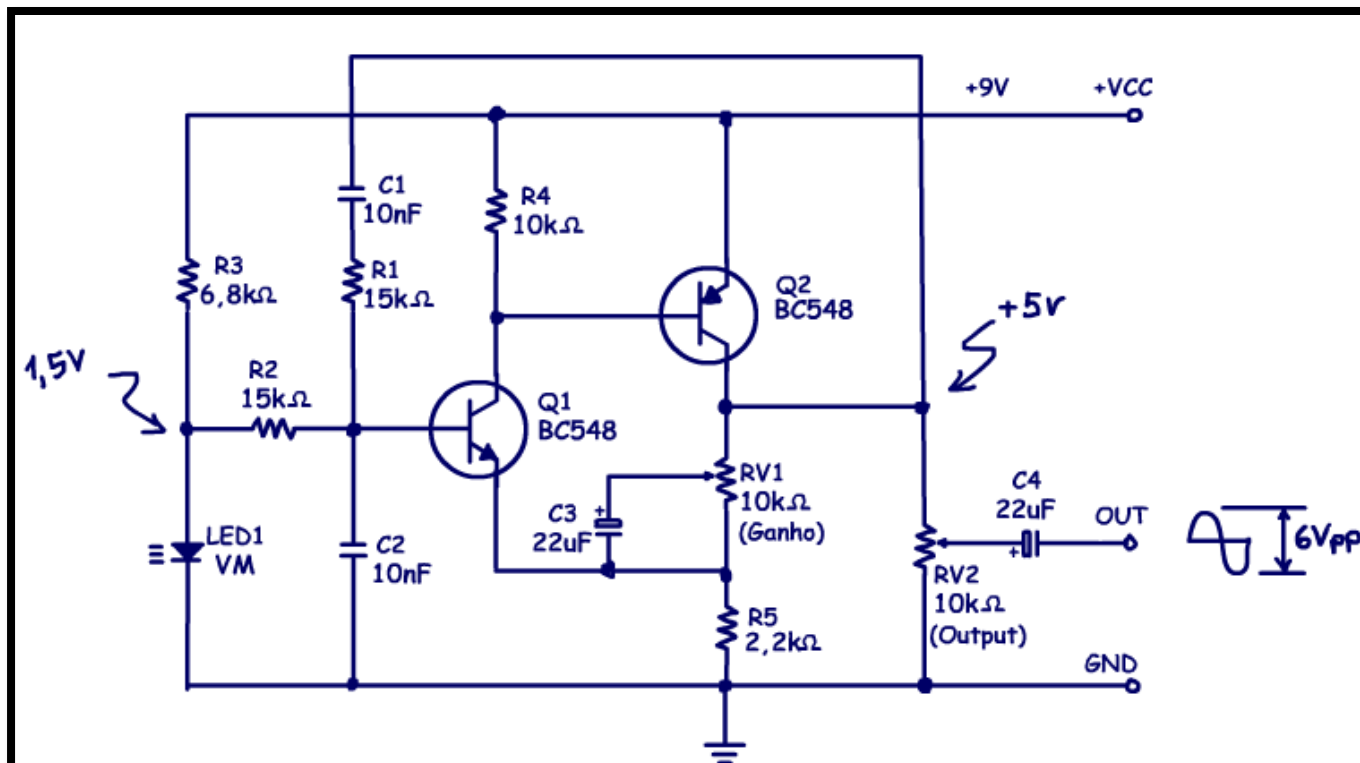 +9V
+VCC
C1
10nF
R4
10kΩ
R3
6,8kΩ
R1
15kΩ
Q2
BC548
+5v
1,5V
R2
15kΩ
Q1
BC548
RV1
10kΩ
(Ganho)
C3
+
22uF
C4
22uF
+
OUT
6Vpp
LED1
VM
C2
10nF
RV2
10kΩ
(Output)
R5
2,2kΩ
GND